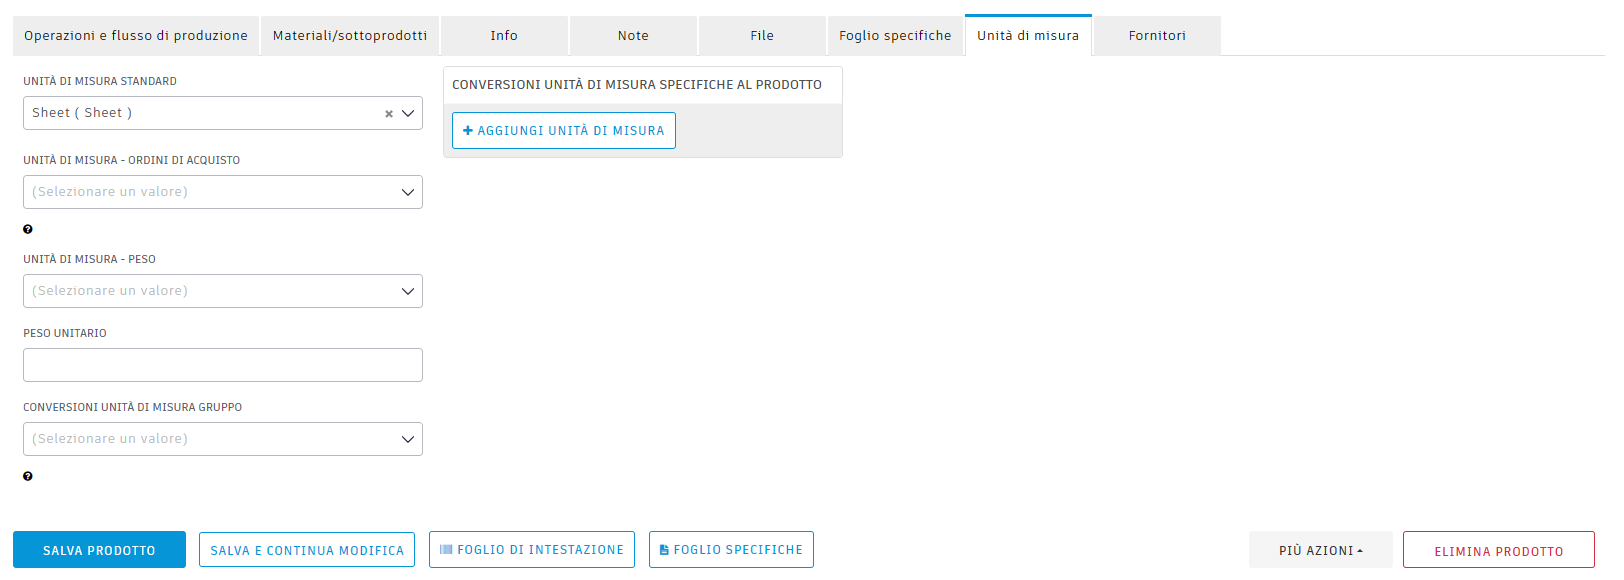 Operazioni e flusso di produzione
Materiali/sottoprodotti
Info
Note
File
Foglio specifiche
Unità di misura
Fornitori
UNITÀ DI MISURA STANDARD
Sheet ( Sheet )
UNITÀ DI MISURA - ORDINI DI ACQUISTO
(Selezionare un valore)
UNITÀ DI MISURA - PESO
(Selezionare un valore)
PESO UNITARIO
CONVERSIONI UNITÀ DI MISURA GRUPPO
(Selezionare un valore)
CONVERSIONI UNITÀ DI MISURA SPECIFICHE AL PRODOTTO
AGGIUNGI UNITÀ DI MISURA
SALVA PRODOTTO
SALVA E CONTINUA MODIFICA
FOGLIO DI INTESTAZIONE
FOGLIO SPECIFICHE
PIÙ AZIONI
ELIMINA PRODOTTO